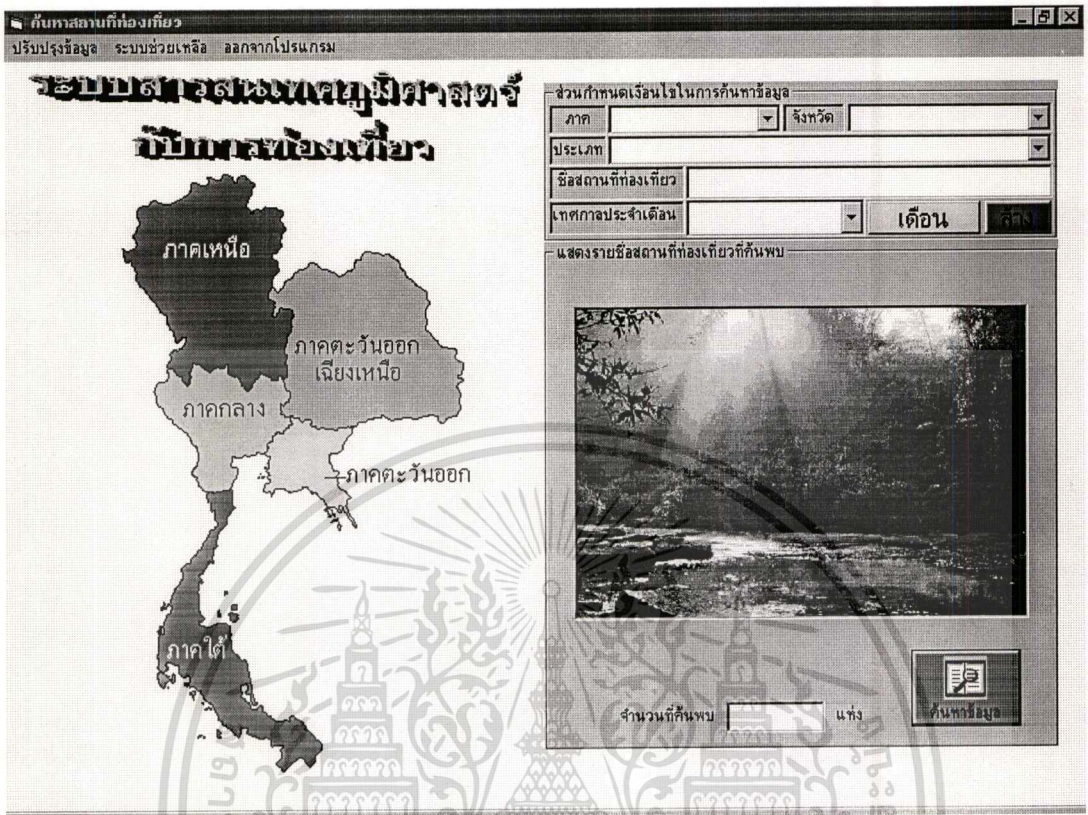 ค้นหาสถานที่ท่องเที่ยว
ปรับปรุงข้อมูล ระบบช่วยเหลือ ออกจากโปรแกรม
ระบบสารสนเทศภูมิศาสตร์
กับการท่องเที่ยว
ส่วนกำหนดเงื่อนไขในการค้นหาข้อมูล
ภาค จังหวัด
ประเภท
ชื่อสถานที่ท่องเที่ยว
เทศกาลประจำเดือน เดือน ล้าง
แสดงรายชื่อสถานที่ท่องเที่ยวที่ค้นพบ
ภาคเหนือ
ภาคตะวันออก
เฉียงเหนือ
ภาคกลาง
ภาคตะวันออก
ภาคใต้
จำนวนที่ค้นพบ แห่ง
ค้นหาข้อมูล